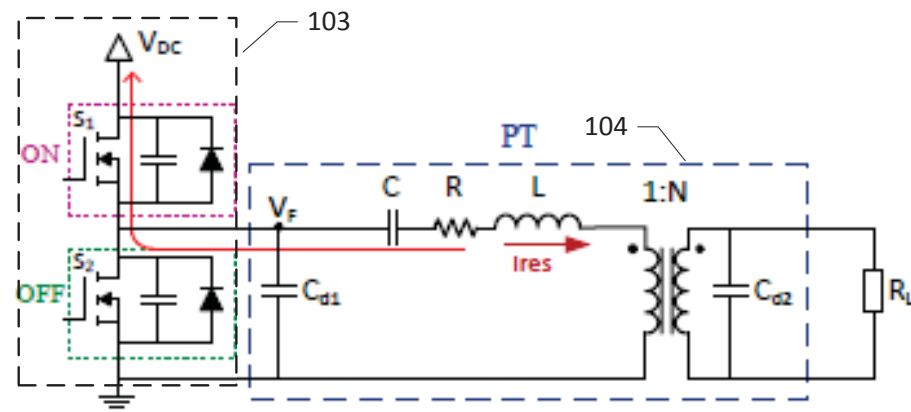 103
VDC
S1
ON
PT
104
C
R
L
1:N
VF
Ires
S2
OFF
Cd1
Cd2
RL